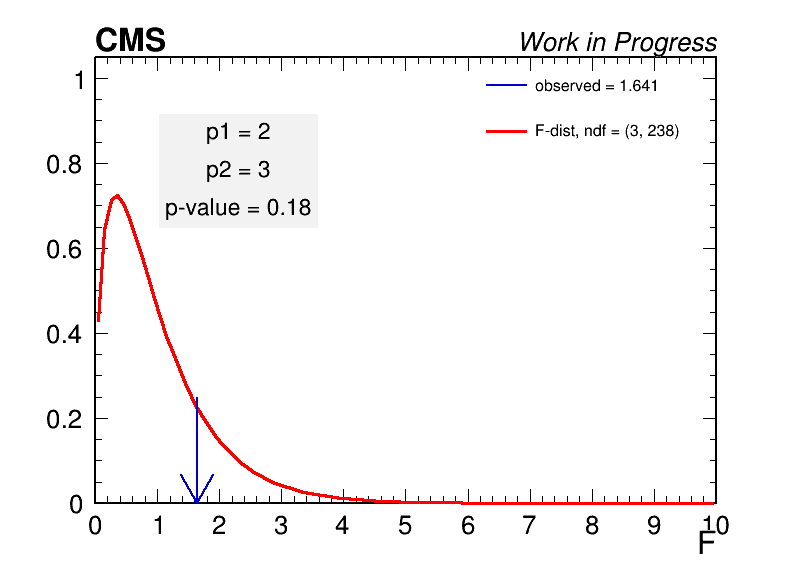 CMS Work in Progress
observed = 1.641
F-dist, ndf = (3, 238)
p1 = 2
p2 = 3
p-value = 0.18
1
0.8
0.6
0.4
0.2
0
0 1 2 3 4 5 6 7 8 9 10
F